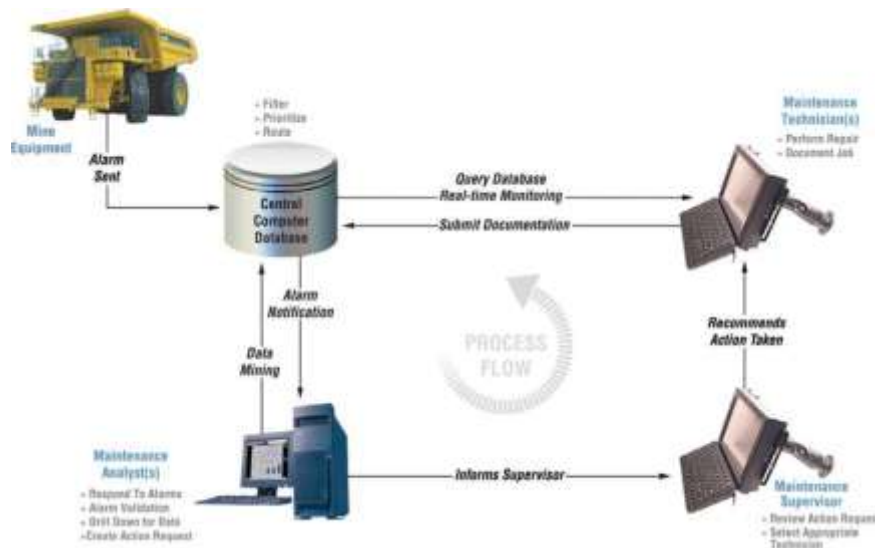 Mine
Equipment
Alarm
Sent
+ Filter
+ Prioritize
+ Route
Central
Computer
Database
Query Database
Real-time Monitoring
Submit Documentation
Maintenance
Technician(s)
+ Perform Repair
+ Document Job
Alarm
Notification
Data
Mining
PROCESS
FLOW
Recommends
Action Taken
Maintenance
Analyst(s)
+ Respond To Alarms
+ Alarm Validation
+ Drill Down for Data
+Create Action Request
Informs Supervisor
Maintenance
Supervisor
+ Review Action Request
+ Select Appropriate
Technician